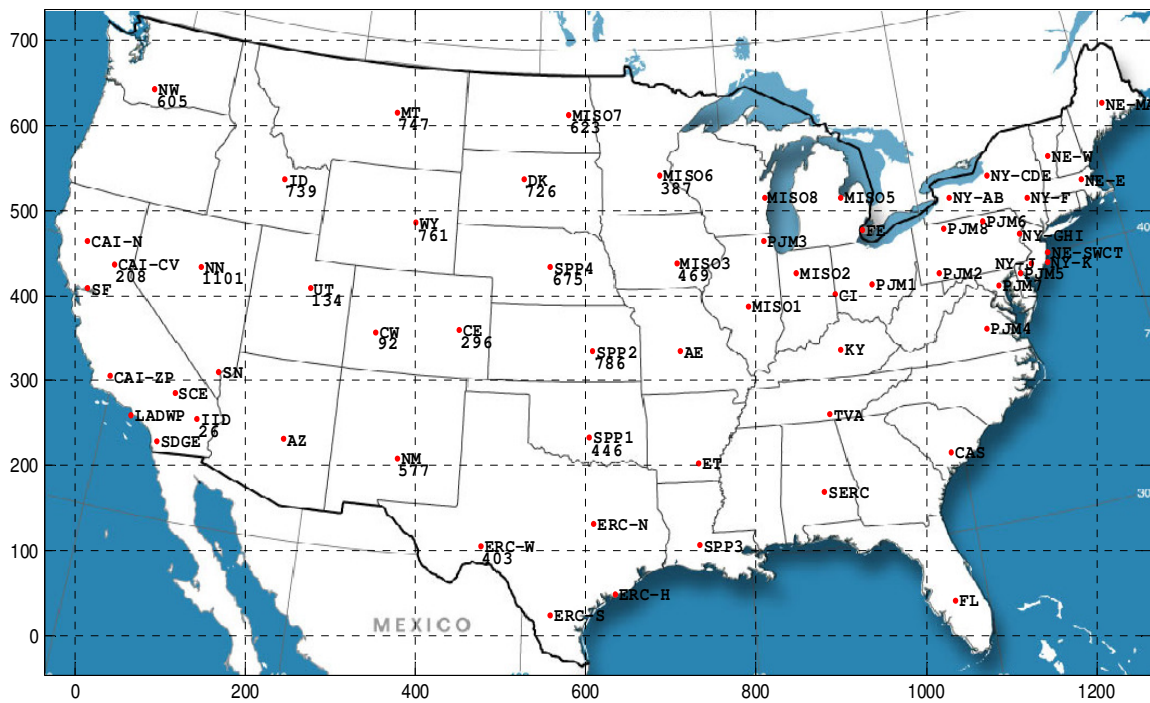 700
600
500
400
300
200
100
0
0
200
400
600
800
1000
1200
NW
605
MT
747
MISO7
623
NE-MA
NE-W
ID
739
DK
726
MISO6
387
NY-CDE
NE-E
MISO8
MISO5
NY-AB
NY-F
WY
761
FE
PJM8
PJM6
NY-GHI
CAI-N
PJM3
NE-SWCT
CAI-CV
208
NN
1101
SPP4
675
MISO3
469
MISO2
PJM2
NY-J
NY-K
PJM5
SF
UT
134
CI
PJM1
PJM7
MISO1
CW
92
CE
296
PJM4
SPP2
786
AE
KY
CAI-ZP
SN
SCE
LADWP
IID
26
SDGE
AZ
SPP1
446
TVA
NM
577
ET
CAS
SERC
ERC-N
ERC-W
403
SPP3
ERC-H
ERC-S
FL
MEXICO
40
30